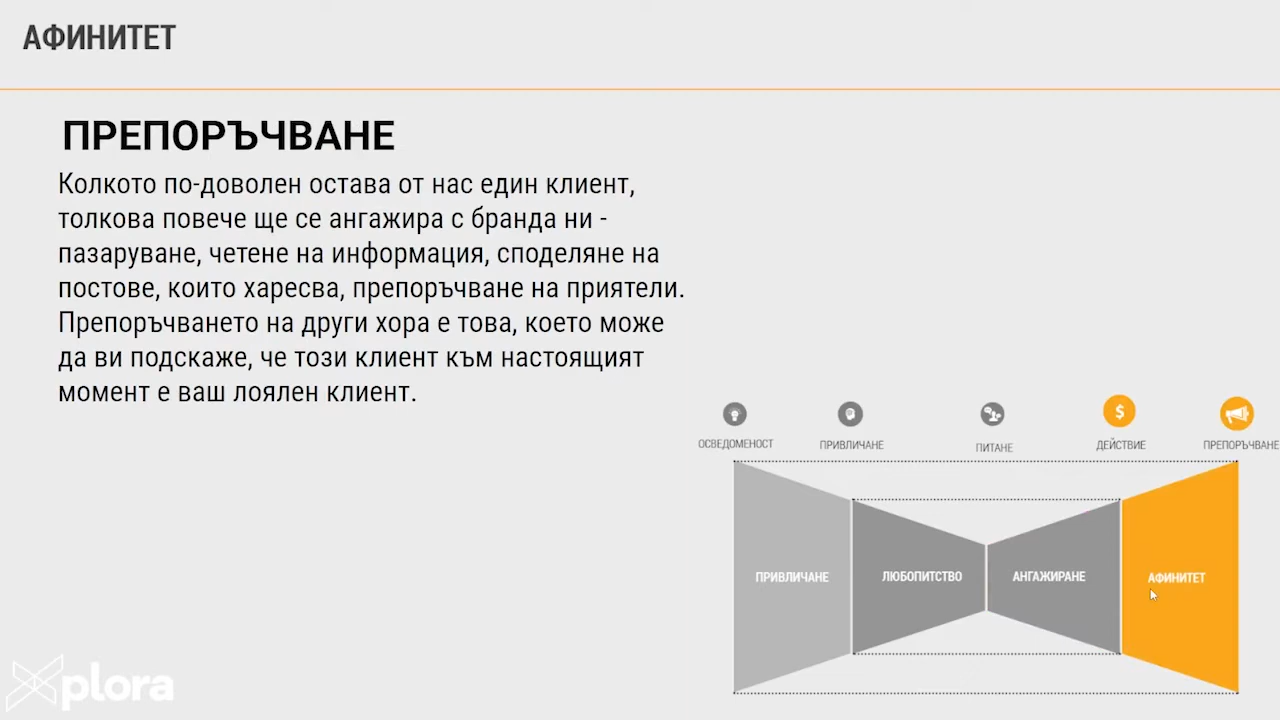 АФИНИТЕТ
ПРЕПОРЪЧВАНЕ
Колкото по-доволен остава от нас един клиент,
толкова повече ще се ангажира с бранда ни -
пазаруване, четене на информация, споделяне на
постове, които харесва, препоръчване на приятели.
Препоръчването на други хора е това, което може
да ви подскаже, че този клиент към настоящият
момент е ваш лоялен клиент.
ОСВЕДОМЕНОСТ ПРИВЛИЧАНЕ ПИТАНЕ ДЕЙСТВИЕ ПРЕПОРЪЧВАНЕ
ПРИВЛИЧАНЕ ЛЮБОПИТСТВО АНГАЖИРАНЕ АФИНИТЕТ
Xplora